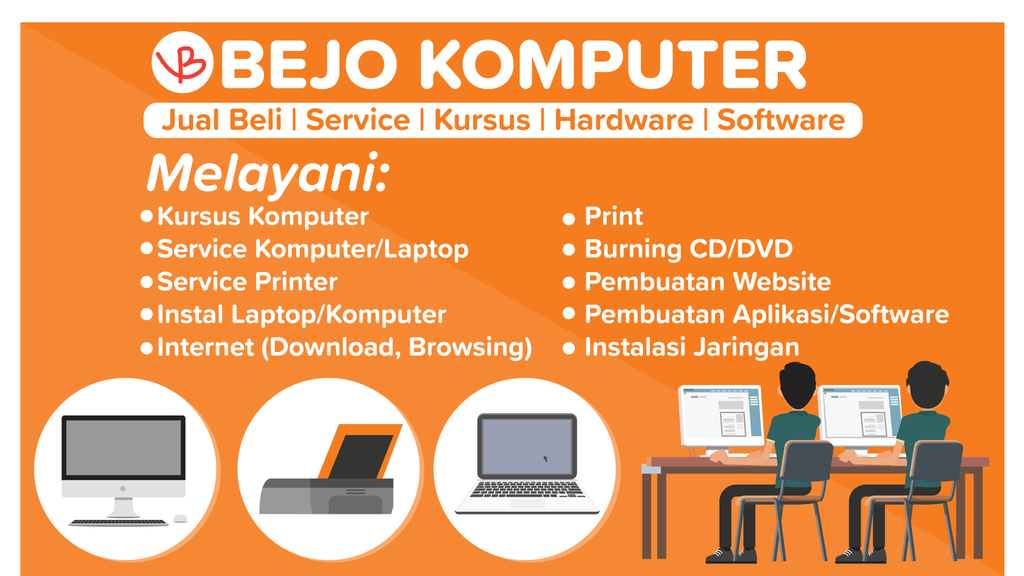 BEJO KOMPUTER
Jual Beli | Service | Kursus | Hardware | Software
Melayani:
Kursus Komputer
Service Komputer/Laptop
Service Printer
Instal Laptop/Komputer
Internet (Download, Browsing)
Print
Burning CD/DVD
Pembuatan Website
Pembuatan Aplikasi/Software
Instalasi Jaringan